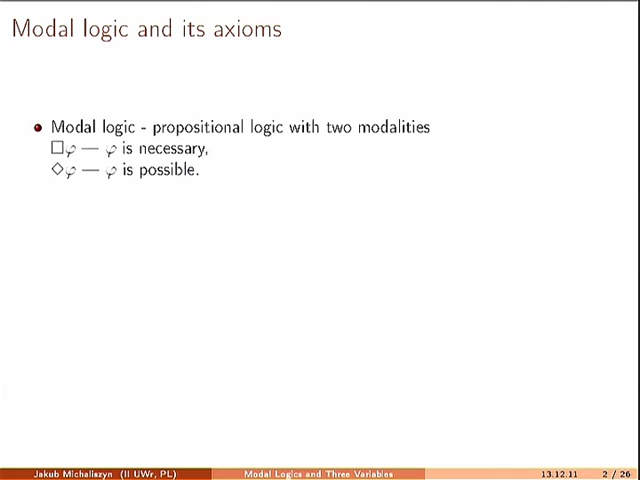 Modal logic and its axioms
Modal logic - propositional logic with two modalities
□φ — φ is necessary,
◇φ — φ is possible.
Jakub Michaliszyn (II UWr, PL) Modal Logics and Three Variables 13.12.11 2 / 26